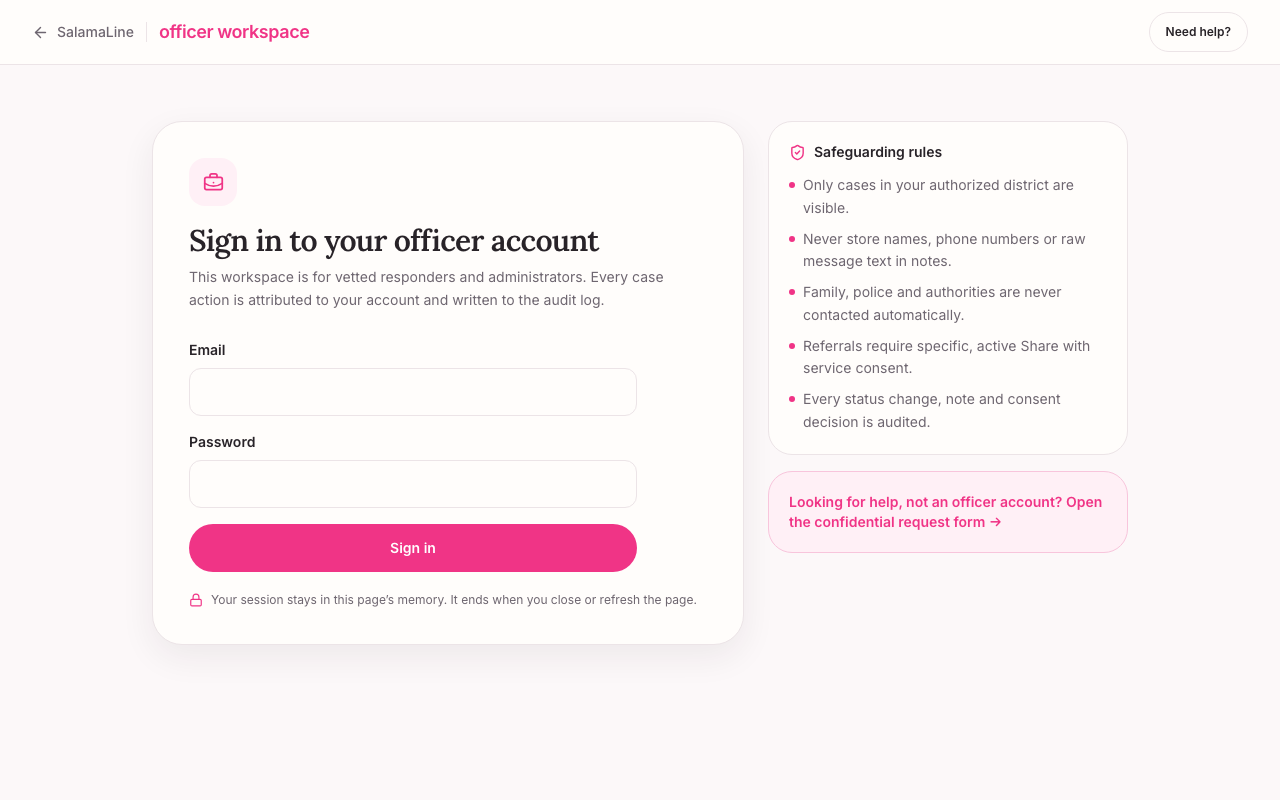 SalamaLine
officer workspace
Need help?
Sign in to your officer account
This workspace is for vetted responders and administrators. Every case
action is attributed to your account and written to the audit log.
Email
Password
Sign in
Your session stays in this page’s memory. It ends when you close or refresh the page.
Safeguarding rules
Only cases in your authorized district are
visible.
Never store names, phone numbers or raw
message text in notes.
Family, police and authorities are never
contacted automatically.
Referrals require specific, active Share with
service consent.
Every status change, note and consent
decision is audited.
Looking for help, not an officer account? Open
the confidential request form →